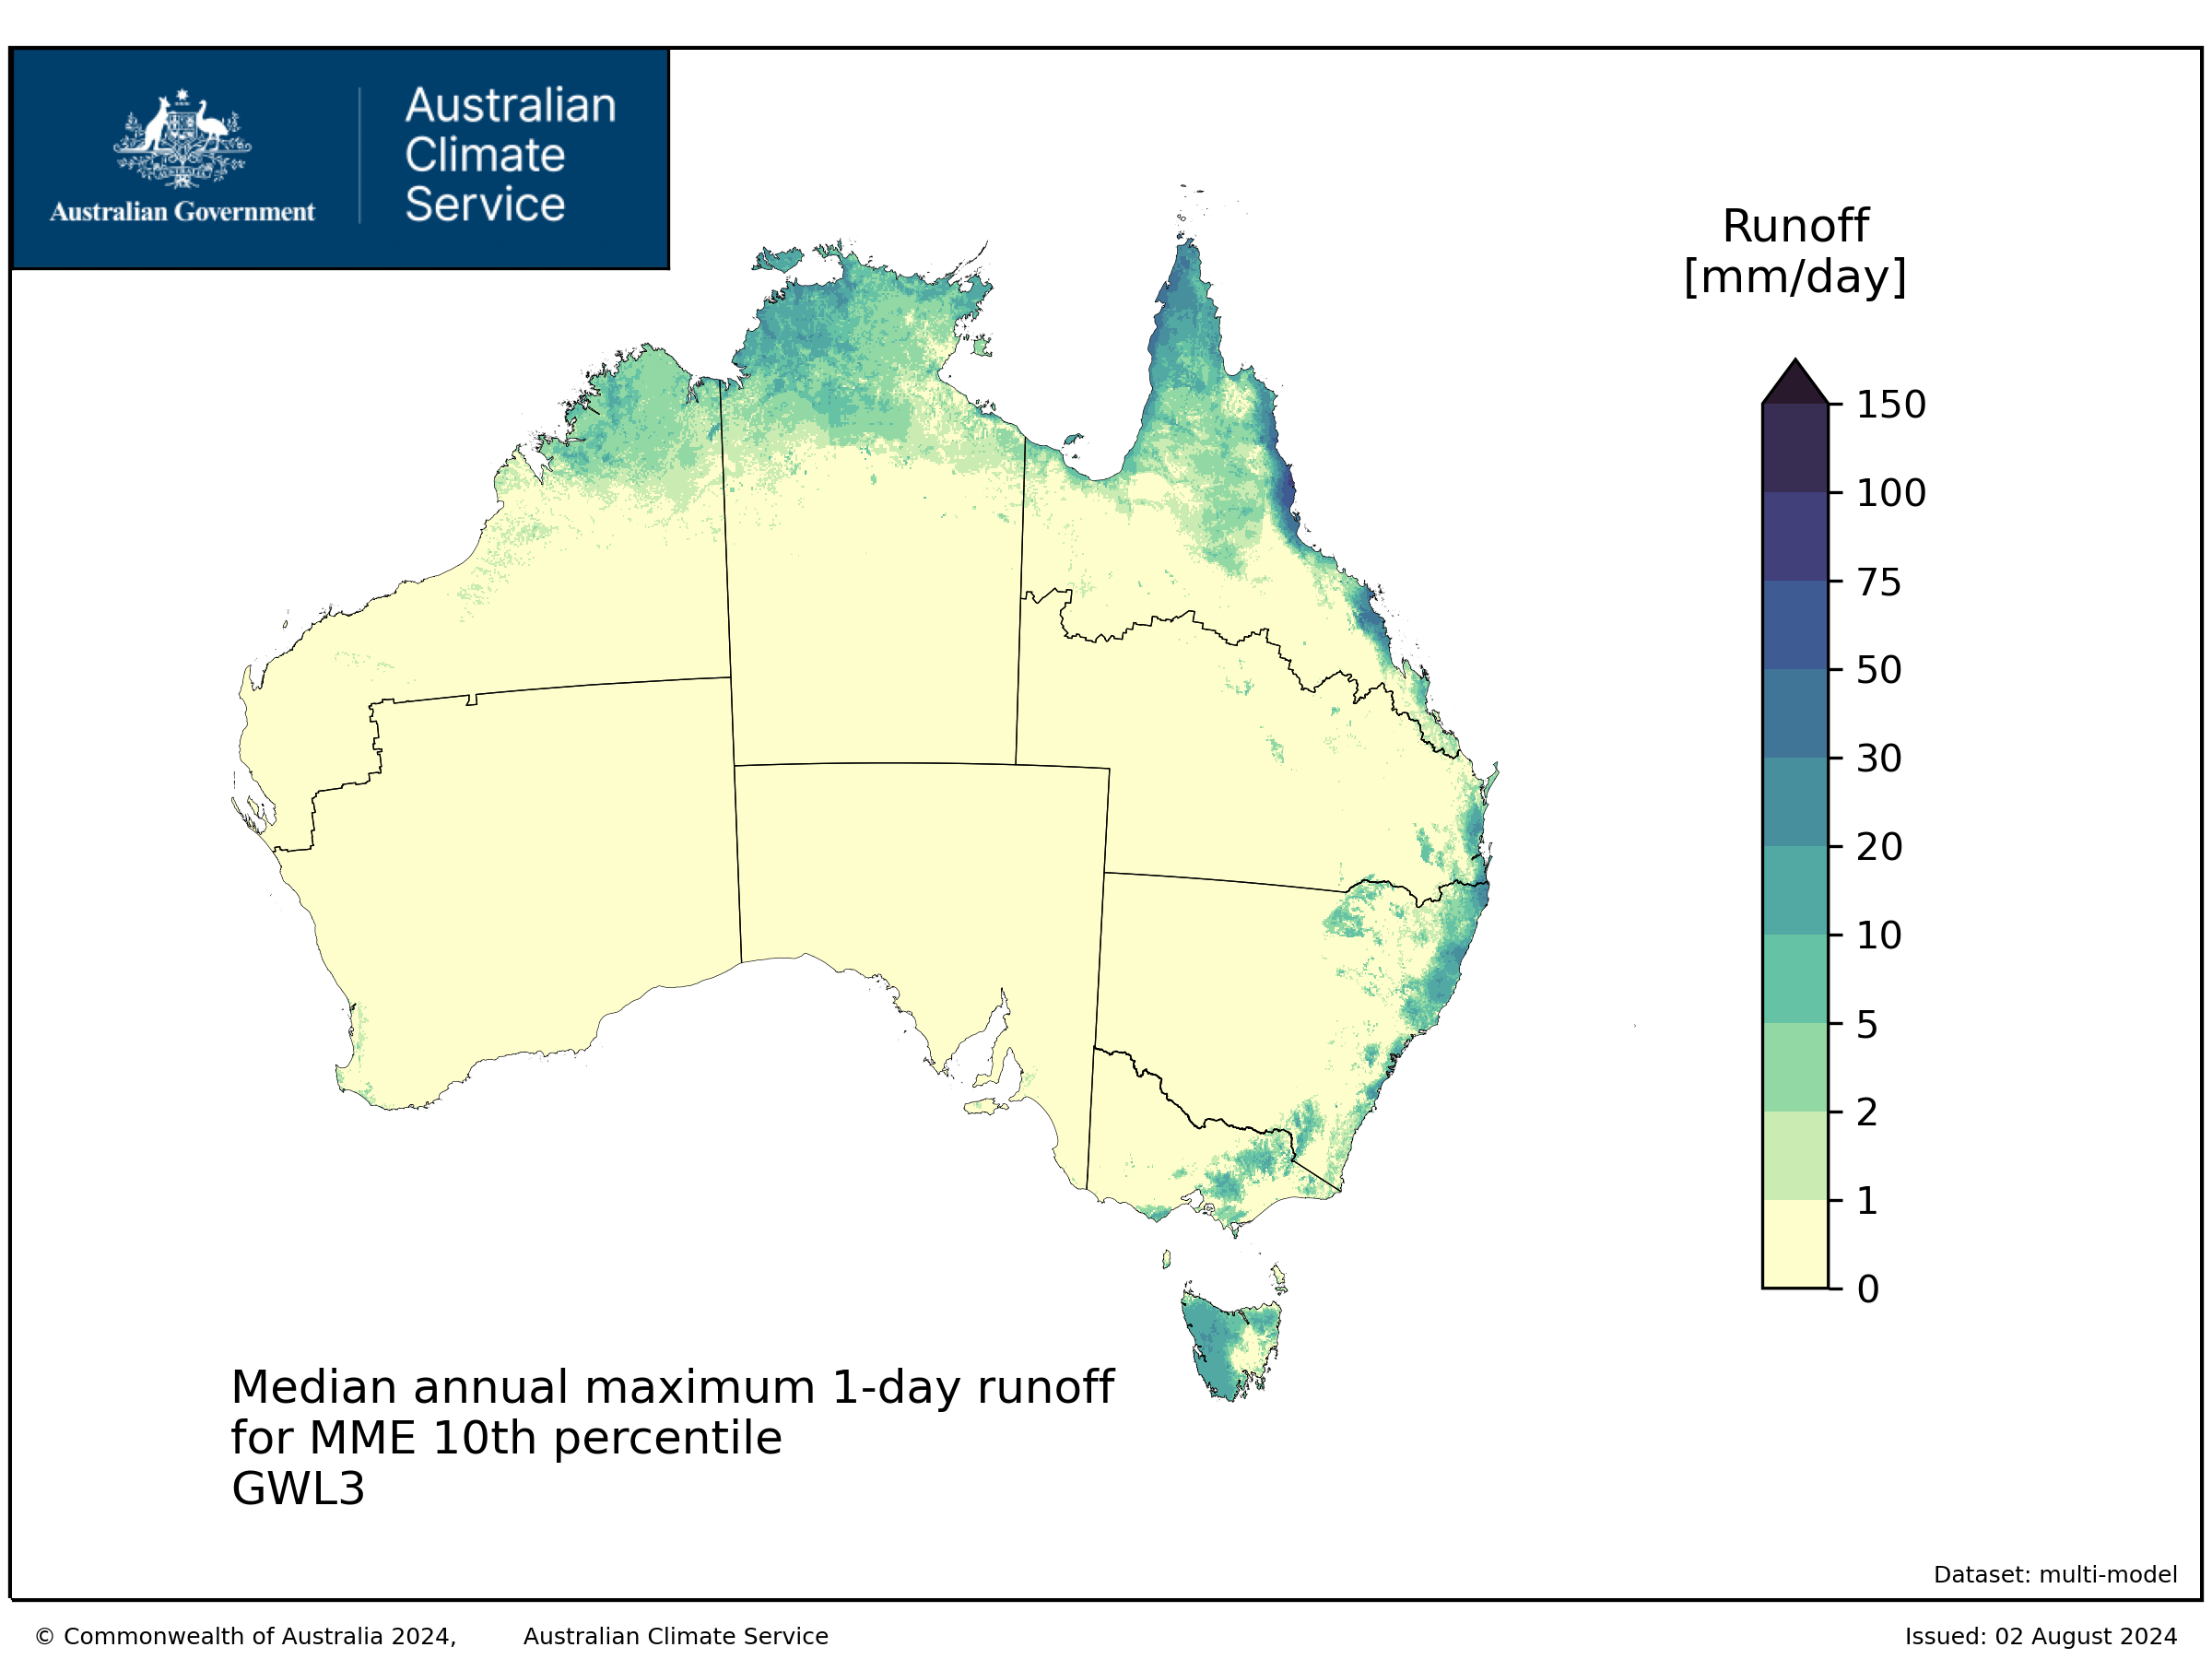 Australian Government
Australian
Climate
Service
Runoff
[mm/day]
150
100
75
50
30
20
10
5
2
1
0
Median annual maximum 1-day runoff
for MME 10th percentile
GWL3
Dataset: multi-model
© Commonwealth of Australia 2024, Australian Climate Service
Issued: 02 August 2024